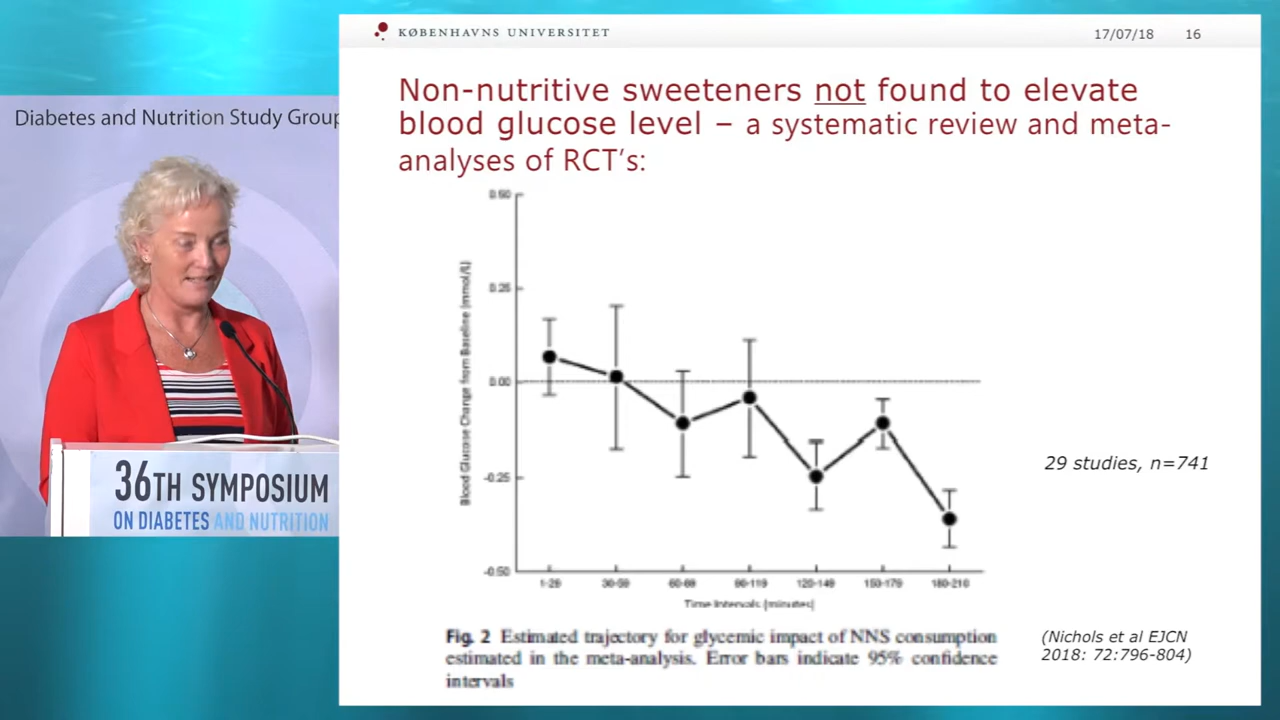 KØBENHAVNS UNIVERSITET
17/07/18 16
Diabetes and Nutrition Study Group
Non-nutritive sweeteners not found to elevate
blood glucose level – a systematic review and meta-
analyses of RCT's:
0.50
0.25
0.00
-0.25
-0.50
Blood Glucose Change from Baseline (mmol/L)
1-29 30-59 90-119 120-149 150-179 180-210
Time Intervals (minutes)
29 studies, n=741
36TH SYMPOSIUM
ON DIABETES AND NUTRITION
Fig. 2 Estimated trajectory for glycemic impact of NNS consumption
estimated in the meta-analysis. Error bars indicate 95% confidence
intervals
(Nichols et al EJCN
2018: 72:796-804)